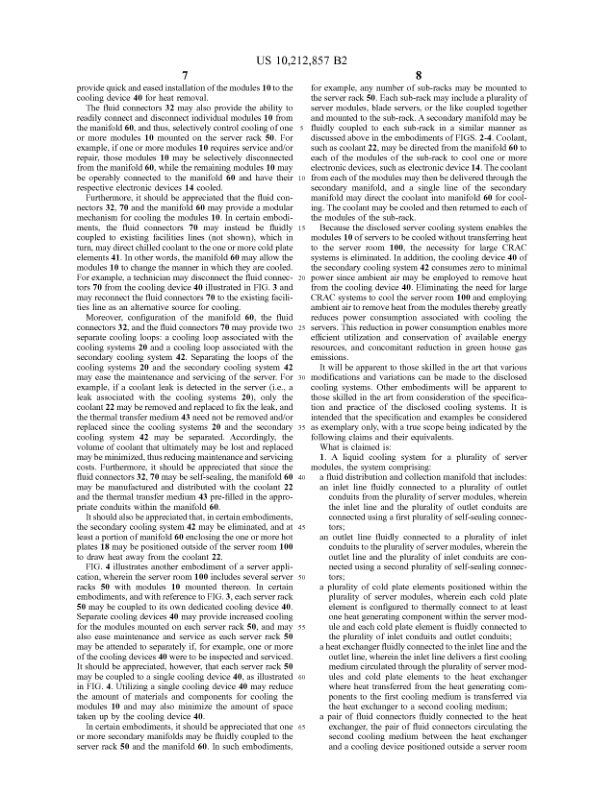 US 10,212,857 B2
7
provide quick and eased installation of the modules 10 to the
cooling device 40 for heat removal.
The fluid connectors 32 may also provide the ability to
readily connect and disconnect individual modules 10 from
the manifold 60, and thus, selectively control cooling of one
or more modules 10 mounted on the server rack 50. For
example, if one or more modules 10 requires service and/or
repair, those modules 10 may be selectively disconnected
from the manifold 60, while the remaining modules 10 may
be operably connected to the manifold 60 and have their
respective electronic devices 14 cooled.
Furthermore, it should be appreciated that the fluid con-
nectors 32, 70 and the manifold 60 may provide a modular
mechanism for cooling the modules 10. In certain embodi-
ments, the fluid connectors 70 may instead be fluidly
coupled to existing facilities lines (not shown), which in
turn, may direct chilled coolant to the one or more cold plate
elements 41. In other words, the manifold 60 may allow the
modules 10 to change the manner in which they are cooled.
For example, a technician may disconnect the fluid connec-
tors 70 from the cooling device 40 illustrated in FIG. 3 and
may reconnect the fluid connectors 70 to the existing facili-
ties line as an alternative source for cooling.
Moreover, configuration of the manifold 60, the fluid
connectors 32, and the fluid connectors 70 may provide two
separate cooling loops: a cooling loop associated with the
cooling systems 20 and a cooling loop associated with the
secondary cooling system 42. Separating the loops of the
cooling systems 20 and the secondary cooling system 42
may ease the maintenance and servicing of the server. For
example, if a coolant leak is detected in the server (i.e., a
leak associated with the cooling systems 20), only the
coolant 22 may be removed and replaced to fix the leak, and
the thermal transfer medium 43 need not be removed and/or
replaced since the cooling systems 20 and the secondary
cooling system 42 may be separated. Accordingly, the
volume of coolant that ultimately may be lost and replaced
may be minimized, thus reducing maintenance and servicing
costs. Furthermore, it should be appreciated that since the
fluid connectors 32, 70 may be self-sealing, the manifold 60
may be manufactured and distributed with the coolant 22
and the thermal transfer medium 43 pre-filled in the appro-
priate conduits within the manifold 60.
It should also be appreciated that, in certain embodiments,
the secondary cooling system 42 may be eliminated, and at
least a portion of manifold 60 enclosing the one or more hot
plates 18 may be positioned outside of the server room 100
to draw heat away from the coolant 22.
FIG. 4 illustrates another embodiment of a server appli-
cation, wherein the server room 100 includes several server
racks 50 with modules 10 mounted thereon. In certain
embodiments, and with reference to FIG. 3, each server rack
50 may be coupled to its own dedicated cooling device 40.
Separate cooling devices 40 may provide increased cooling
for the modules mounted on each server rack 50, and may
also ease maintenance and service as each server rack 50
may be attended to separately if, for example, one or more
of the cooling devices 40 were to be inspected and serviced.
It should be appreciated, however, that each server rack 50
may be coupled to a single cooling device 40, as illustrated
in FIG. 4. Utilizing a single cooling device 40 may reduce
the amount of materials and components for cooling the
modules 10 and may also minimize the amount of space
taken up by the cooling device 40.
In certain embodiments, it should be appreciated that one
or more secondary manifolds may be fluidly coupled to the
server rack 50 and the manifold 60. In such embodiments,
5
10
15
20
25
30
35
40
45
50
55
60
65
8
for example, any number of sub-racks may be mounted to
the server rack 50. Each sub-rack may include a plurality of
server modules, blade servers, or the like coupled together
and mounted to the sub-rack. A secondary manifold may be
fluidly coupled to each sub-rack in a similar manner as
discussed above in the embodiments of FIGS. 2-4. Coolant,
such as coolant 22, may be directed from the manifold 60 to
each of the modules of the sub-rack to cool one or more
electronic devices, such as electronic device 14. The coolant
from each of the modules may then be delivered through the
secondary manifold, and a single line of the secondary
manifold may direct the coolant into manifold 60 for cool-
ing. The coolant may be cooled and then returned to each of
the modules of the sub-rack.
Because the disclosed server cooling system enables the
modules 10 of servers to be cooled without transferring heat
to the server room 100, the necessity for large CRAC
systems is eliminated. In addition, the cooling device 40 of
the secondary cooling system 42 consumes zero to minimal
power since ambient air may be employed to remove heat
from the cooling device 40. Eliminating the need for large
CRAC systems to cool the server room 100 and employing
ambient air to remove heat from the modules thereby greatly
reduces power consumption associated with cooling the
servers. This reduction in power consumption enables more
efficient utilization and conservation of available energy
resources, and concomitant reduction in green house gas
emissions.
It will be apparent to those skilled in the art that various
modifications and variations can be made to the disclosed
cooling systems. Other embodiments will be apparent to
those skilled in the art from consideration of the specifica-
tion and practice of the disclosed cooling systems. It is
intended that the specification and examples be considered
as exemplary only, with a true scope being indicated by the
following claims and their equivalents.
What is claimed is:
1. A liquid cooling system for a plurality of server
modules, the system comprising:
a fluid distribution and collection manifold that includes:
an inlet line fluidly connected to a plurality of outlet
conduits from the plurality of server modules, wherein
the inlet line and the plurality of outlet conduits are
connected using a first plurality of self-sealing connec-
tors;
an outlet line fluidly connected to a plurality of inlet
conduits to the plurality of server modules, wherein the
outlet line and the plurality of inlet conduits are con-
nected using a second plurality of self-sealing connec-
tors;
a plurality of cold plate elements positioned within the
plurality of server modules, wherein each cold plate
element is configured to thermally connect to at least
one heat generating component within the server mod-
ule and each cold plate element is fluidly connected to
the plurality of inlet conduits and outlet conduits;
a heat exchanger fluidly connected to the inlet line and the
outlet line, wherein the inlet line delivers a first cooling
medium circulated through the plurality of server mod-
ules and cold plate elements to the heat exchanger
where heat transferred from the heat generating com-
ponents to the first cooling medium is transferred via
the heat exchanger to a second cooling medium;
a pair of fluid connectors fluidly connected to the heat
exchanger, the pair of fluid connectors circulating the
second cooling medium between the heat exchanger
and a cooling device positioned outside a server room